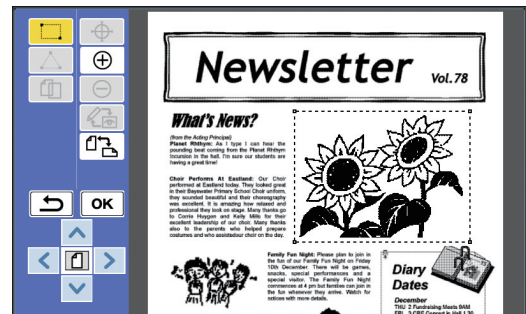 Newsletter Vol. 78
What's News?
(from the Acting Principal)
Planet Rhthym: As I type I can hear the
pounding beat coming from the Planet Rhthym
Incursion in the hall. I'm sure our students are
having a great time!
Choir Performs At Eastland: Our Choir
performed at Eastland today. They looked great
in their Bayswater Primary School Choir uniform,
they sounded beautiful and their choreography
was excellent. It is amazing how relaxed and
professional they look on stage. Many thanks go
to Corrie Huygen and Kelly Mills for their
excellent leadership of our choir. Many thanks
also to the parents who helped prepare
costumes and who assisted our choir on the day.
OK
Family Fun Night: Please plan to join in
the fun of our Family Fun Night on Friday
10th December. There will be games,
snacks, special performances and a
special visitor. The Family Fun Night
commences at 4 pm but families can join in
the fun whenever they arrive. Watch for
notices with more details.
Diary
Dates
December
THU 2 Fundraising Meets 9AM